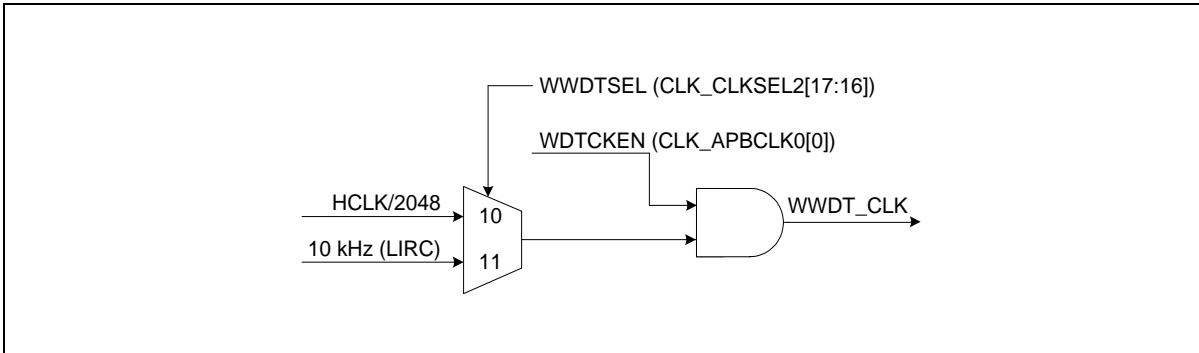 WWDTSEL (CLK_CLKSEL2[17:16])
WDTCKEN (CLK_APBCLK0[0])
HCLK/2048
10
WWDT_CLK
10 kHz (LIRC)
11